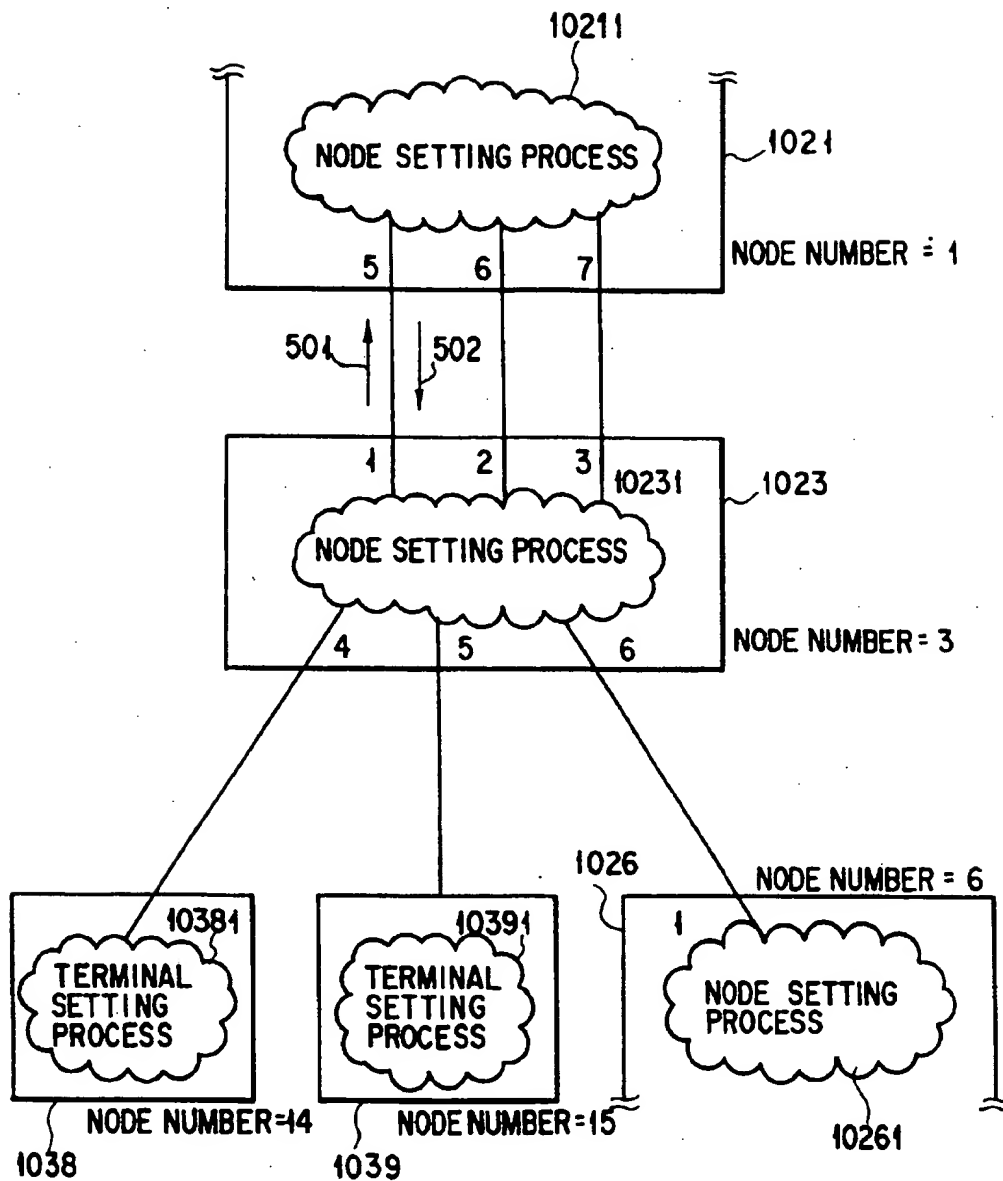 10211
NODE SETTING PROCESS
1021
NODE NUMBER = 1
5 6 7
501 502
1 2 3
10231
1023
NODE SETTING PROCESS
4 5 6
NODE NUMBER = 3
1026
NODE NUMBER = 6
10381
TERMINAL
SETTING
PROCESS
10391
TERMINAL
SETTING
PROCESS
1
NODE SETTING
PROCESS
NODE NUMBER=14
NODE NUMBER=15
10261
1038
1039